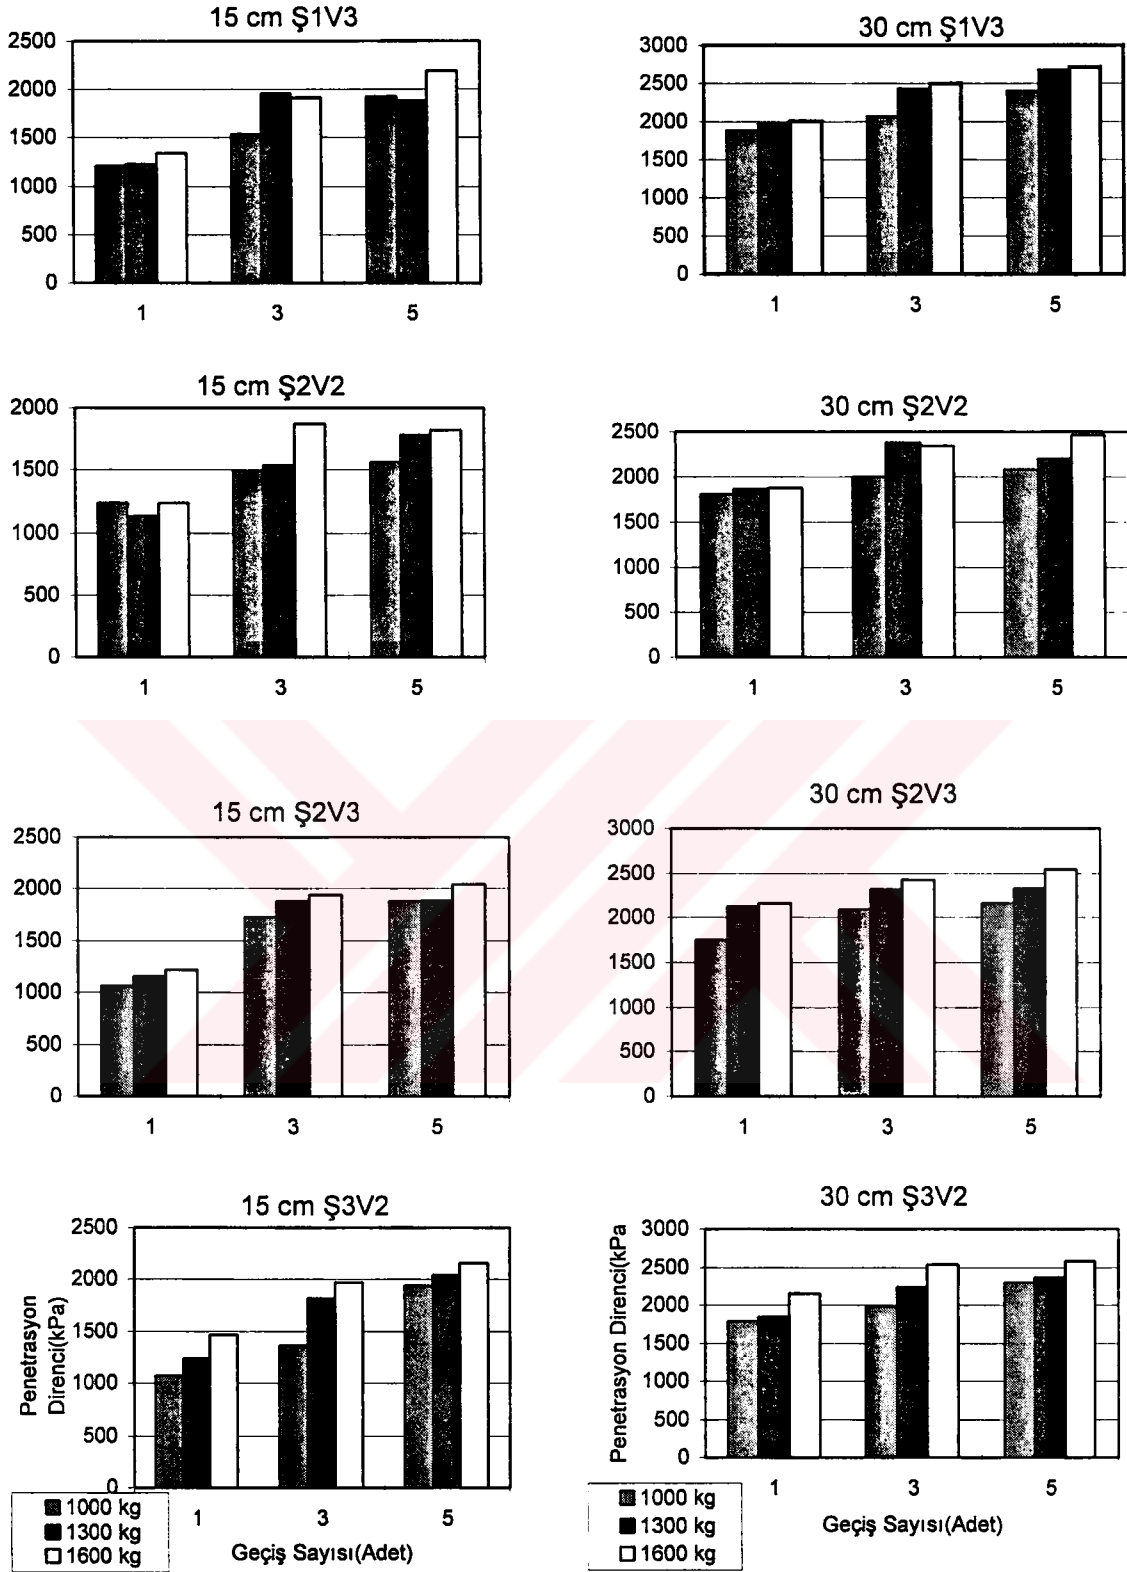 15 cm Ş1V3
2500
2000
1500
1000
500
0
1 3 5
30 cm Ş1V3
3000
2500
2000
1500
1000
500
0
1 3 5
15 cm Ş2V2
2000
1500
1000
500
0
1 3 5
30 cm Ş2V2
2500
2000
1500
1000
500
0
1 3 5
15 cm Ş2V3
2500
2000
1500
1000
500
0
1 3 5
30 cm Ş2V3
3000
2500
2000
1500
1000
500
0
1 3 5
15 cm Ş3V2
Penetrasyon
Direnci(kPa)
2500
2000
1500
1000
500
0
1 3 5
Geçiş Sayısı(Adet)
1000 kg
1300 kg
1600 kg
30 cm Ş3V2
Penetrasyon Direnci(kPa
3000
2500
2000
1500
1000
500
0
1 3 5
Geçiş Sayısı(Adet)
1000 kg
1300 kg
1600 kg